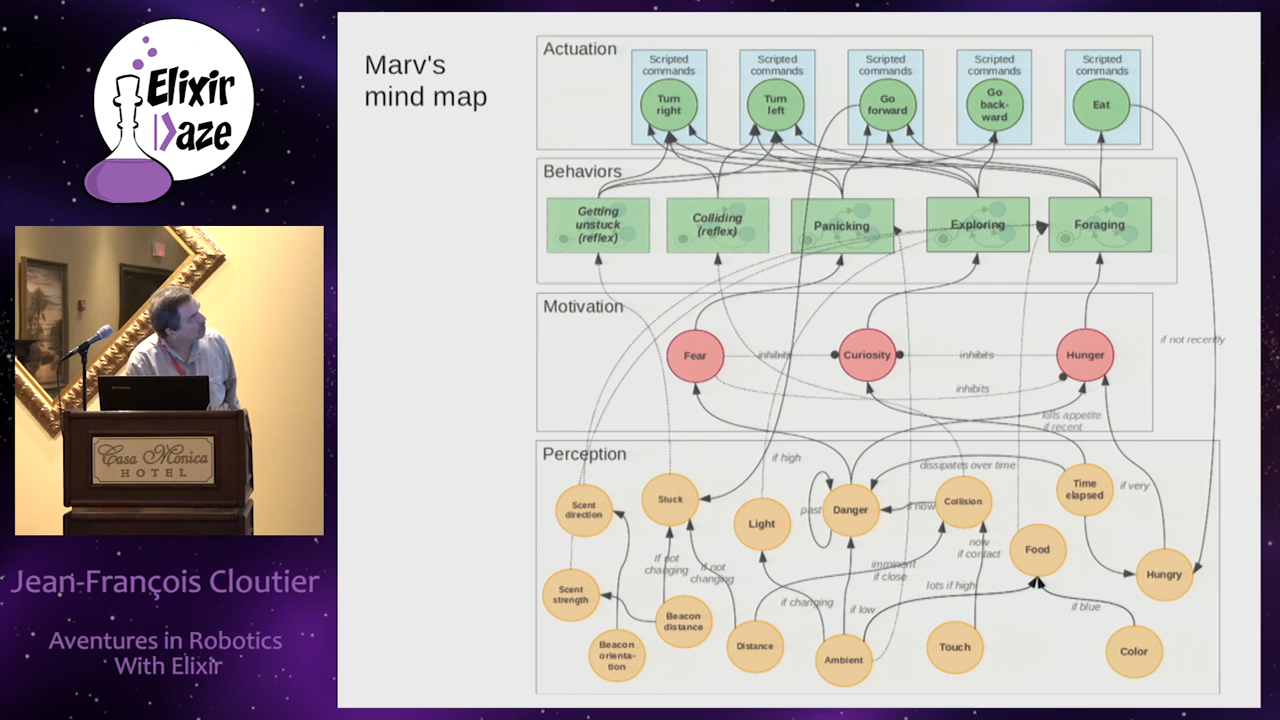 Elixir
Daze
Casa Monica
HOTEL
Jean-François Cloutier
Aventures in Robotics
With Elixir
Marv's
mind map
Actuation
Scripted
commands
Turn
right
Scripted
commands
Turn
left
Scripted
commands
Go
forward
Scripted
commands
Go
back-
ward
Scripted
commands
Eat
Behaviors
Getting
unstuck
(reflex)
Colliding
(reflex)
Panicking
Exploring
Foraging
Motivation
Fear
inhibits
Curiosity
inhibits
Hunger
if not recently
inhibits
kills appetite
if recent
Perception
if high
dissipates over time
Scent
direction
Stuck
Light
past
Danger
if now
Collision
Time
elapsed
if very
now
if contact
Food
Hungry
If not
changing
if not
changing
imminent
if close
Scent
strength
Beacon
distance
if changing
if low
lots if high
if blue
Beacon
orienta-
tion
Distance
Ambient
Touch
Color